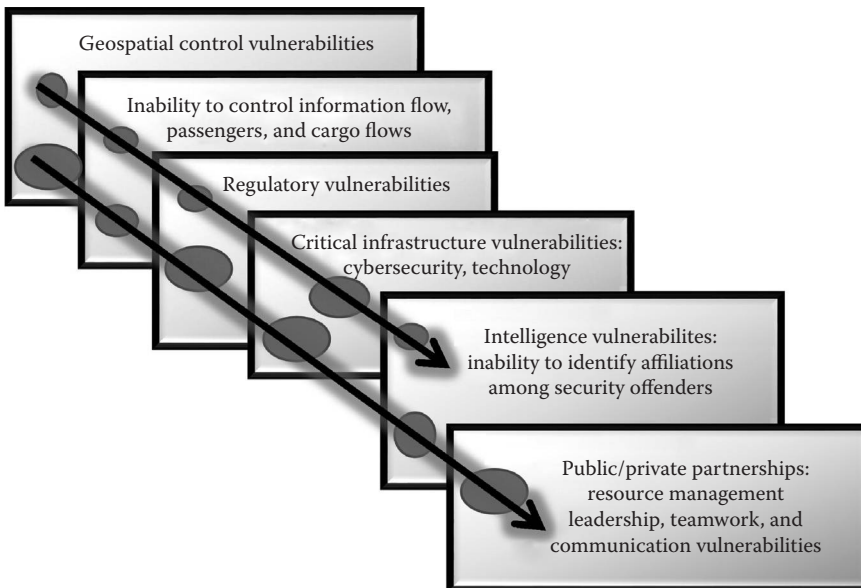 Geospatial control vulnerabilities
Inability to control information flow,
passengers, and cargo flows
Regulatory vulnerabilities
Critical infrastructure vulnerabilities:
cybersecurity, technology
Intelligence vulnerabilites:
inability to identify affiliations
among security offenders
Public/private partnerships:
resource management
leadership, teamwork, and
communication vulnerabilities